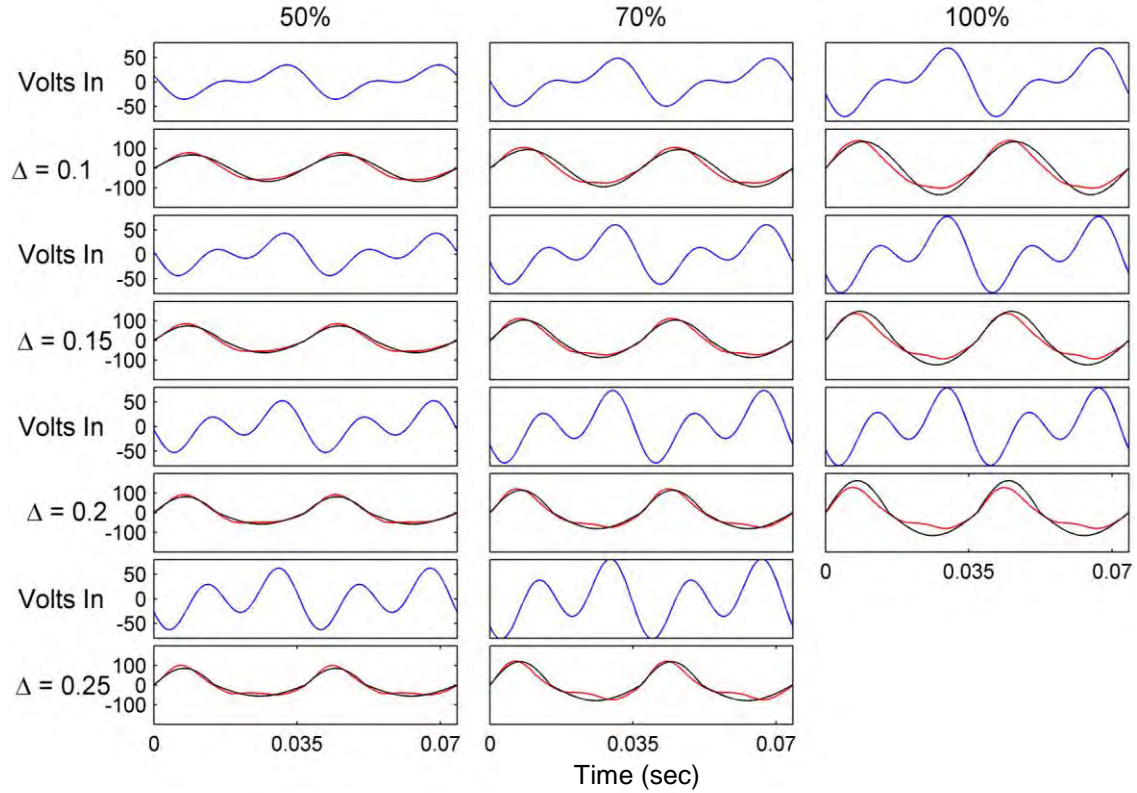 50% 70% 100%
Volts In 50 0 -50
Δ = 0.1 100 0 -100
Volts In 50 0 -50
Δ = 0.15 100 0 -100
Volts In 50 0 -50
Δ = 0.2 100 0 -100
0 0.035 0.07
Volts In 50 0 -50
Δ = 0.25 100 0 -100
0 0.035 0.07 0 0.035 0.07
Time (sec)